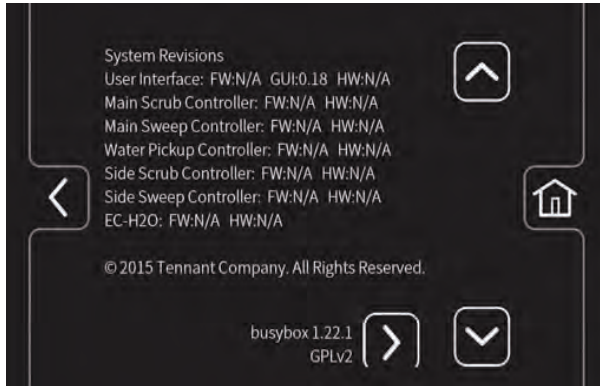 System Revisions
User Interface: FW:N/A GUI:0.18 HW:N/A
Main Scrub Controller: FW:N/A HW:N/A
Main Sweep Controller: FW:N/A HW:N/A
Water Pickup Controller: FW:N/A HW:N/A
Side Scrub Controller: FW:N/A HW:N/A
Side Sweep Controller: FW:N/A HW:N/A
EC-H2O: FW:N/A HW:N/A
© 2015 Tennant Company. All Rights Reserved.
busybox 1.22.1
GPLv2